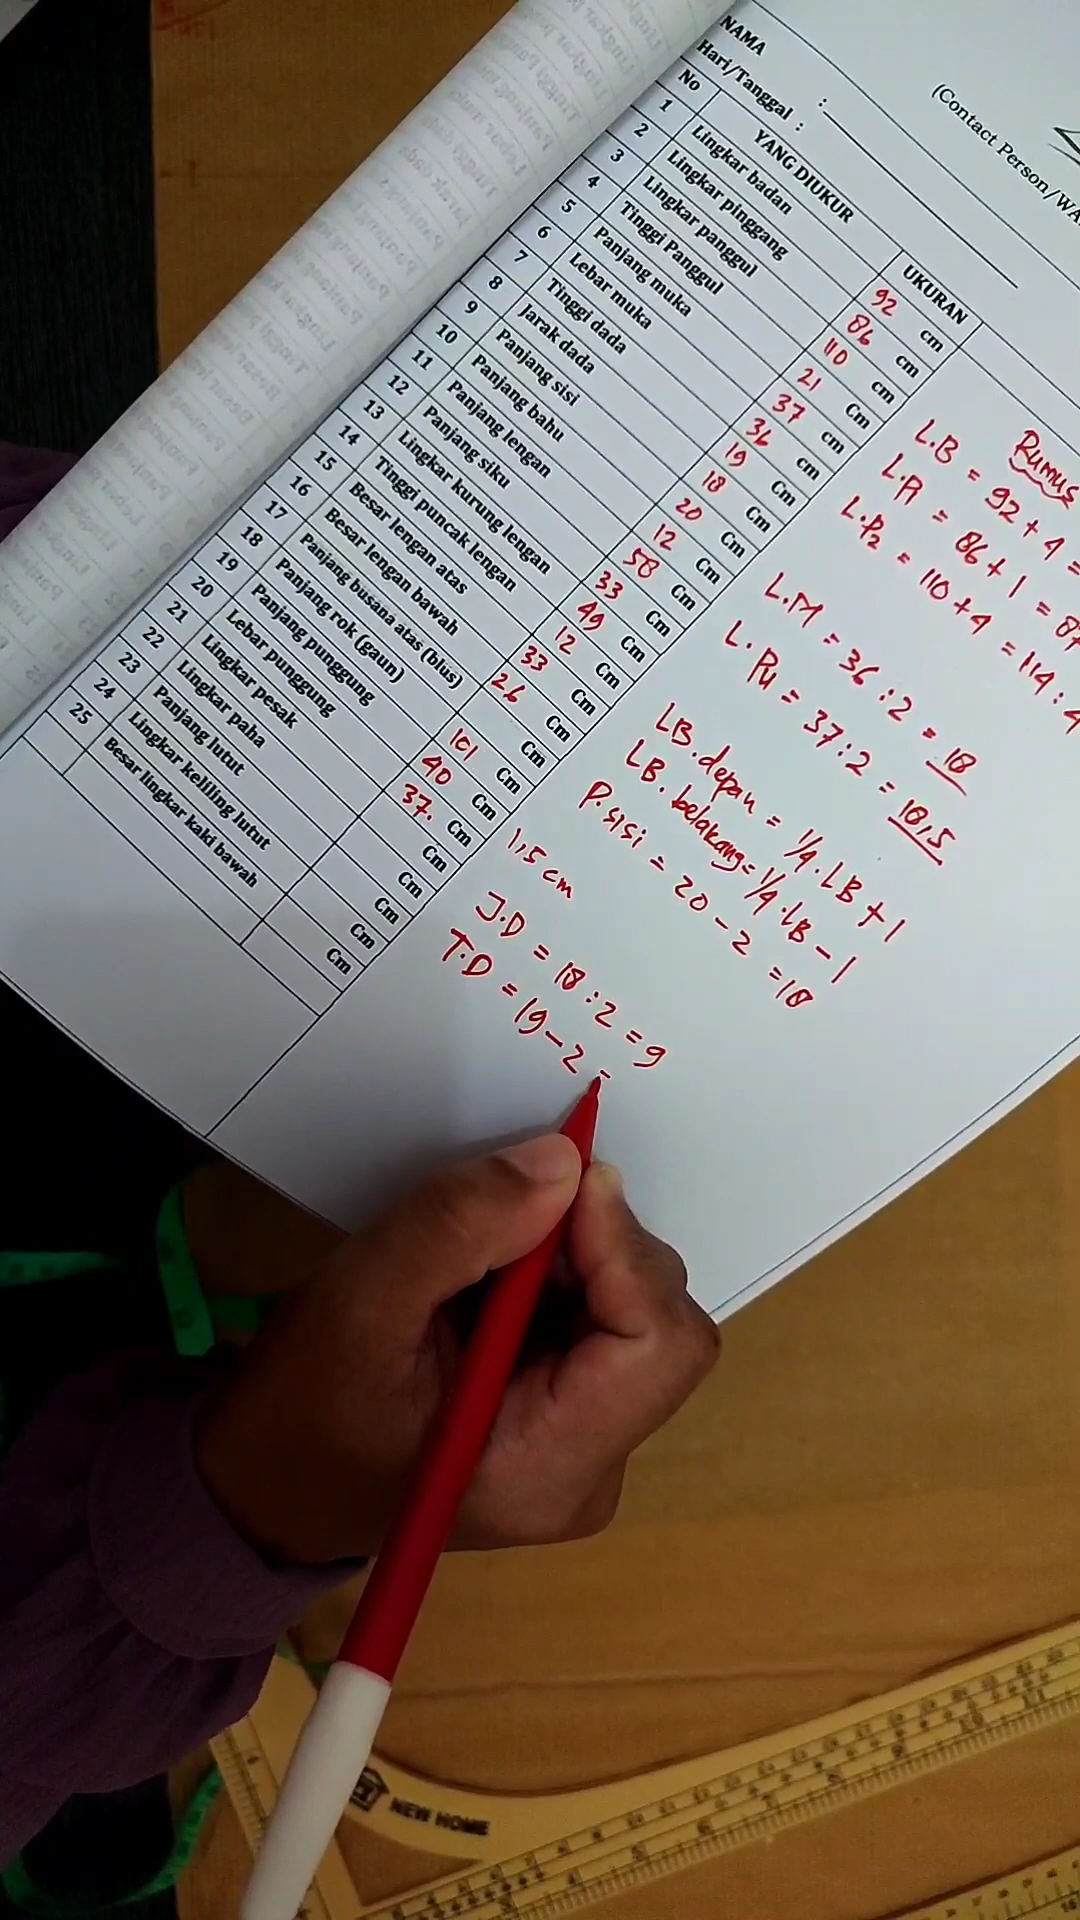 NAMA :
Hari/Tanggal :
(Contact Person/WA
No YANG DIUKUR UKURAN
1 Lingkar badan 92 cm
2 Lingkar pinggang 86 cm
3 Lingkar panggul 110 cm
4 Tinggi Panggul 21 Cm
5 Panjang muka 37 cm
6 Lebar muka 36 cm
7 Tinggi dada 19 Cm
8 Jarak dada 18 Cm
9 Panjang sisi 20 Cm
10 Panjang bahu 12 Cm
11 Panjang lengan 58 Cm
12 Panjang siku 33 Cm
13 Lingkar kurung lengan 49 Cm
14 Tinggi puncak lengan 12 Cm
15 Besar lengan atas 33 Cm
16 Besar lengan bawah 26 Cm
17 Panjang busana atas (blus) Cm
18 Panjang rok (gaun) 101 Cm
19 Panjang punggung 40 Cm
20 Lebar punggung 37. Cm
21 Lingkar pesak Cm
22 Lingkar paha Cm
23 Panjang lutut Cm
24 Lingkar keliling lutut Cm
25 Besar lingkar kaki bawah Cm
Rumus
L.B = 92 + 4 =
= 86 + 1 = 87
L.P2 = 110 + 4 = 114 : 4
L.M = 36 : 2 = 18
L.Pu = 37 : 2 = 18,5
LB. depan = 1/4 . LB + 1
LB. belakang = 1/4 . LB - 1
P. sisi = 20 - 2 = 18
1,5 cm
J.D = 18 : 2 = 9
T.D = 19 - 2 =
NEW HOME